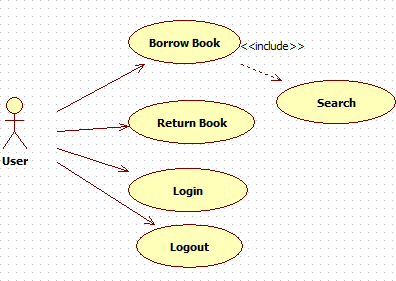 Borrow Book
<<include>>
Search
Return Book
User
Login
Logout